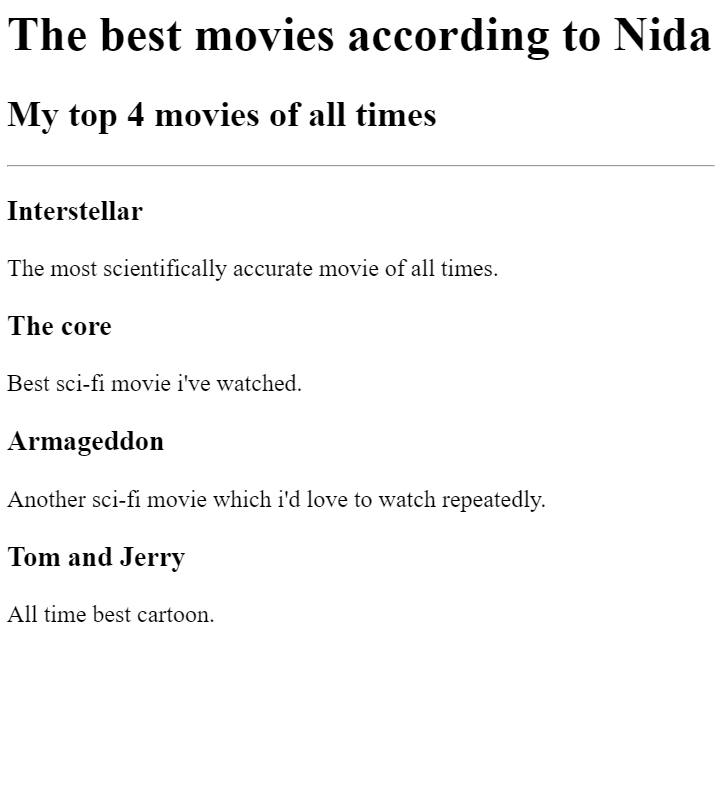 The best movies according to Nida
My top 4 movies of all times
Interstellar
The most scientifically accurate movie of all times.
The core
Best sci-fi movie i've watched.
Armageddon
Another sci-fi movie which i'd love to watch repeatedly.
Tom and Jerry
All time best cartoon.